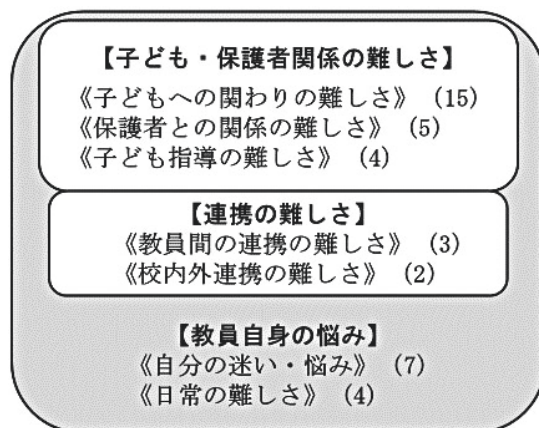 【子ども・保護者関係の難しさ】
《子どもへの関わりの難しさ》（15）
《保護者との関係の難しさ》（5）
《子ども指導の難しさ》（4）
【連携の難しさ】
《教員間の連携の難しさ》（3）
《校内外連携の難しさ》（2）
【教員自身の悩み】
《自分の迷い・悩み》（7）
《日常の難しさ》（4）